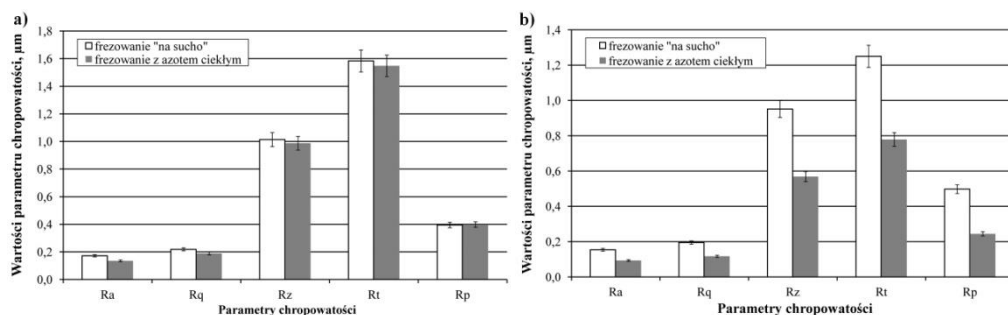 a)
Wartości parametru chropowatości, µm
1,8
1,6
1,4
1,2
1,0
0,8
0,6
0,4
0,2
0,0
frezowanie "na sucho"
frezowanie z azotem ciekłym
Ra Rq Rz Rt Rp
Parametry chropowatości
b)
Wartości parametru chropowatości, µm
1,4
1,2
1,0
0,8
0,6
0,4
0,2
0,0
frezowanie "na sucho"
frezowanie z azotem ciekłym
Ra Rq Rz Rt Rp
Parametry chropowatości